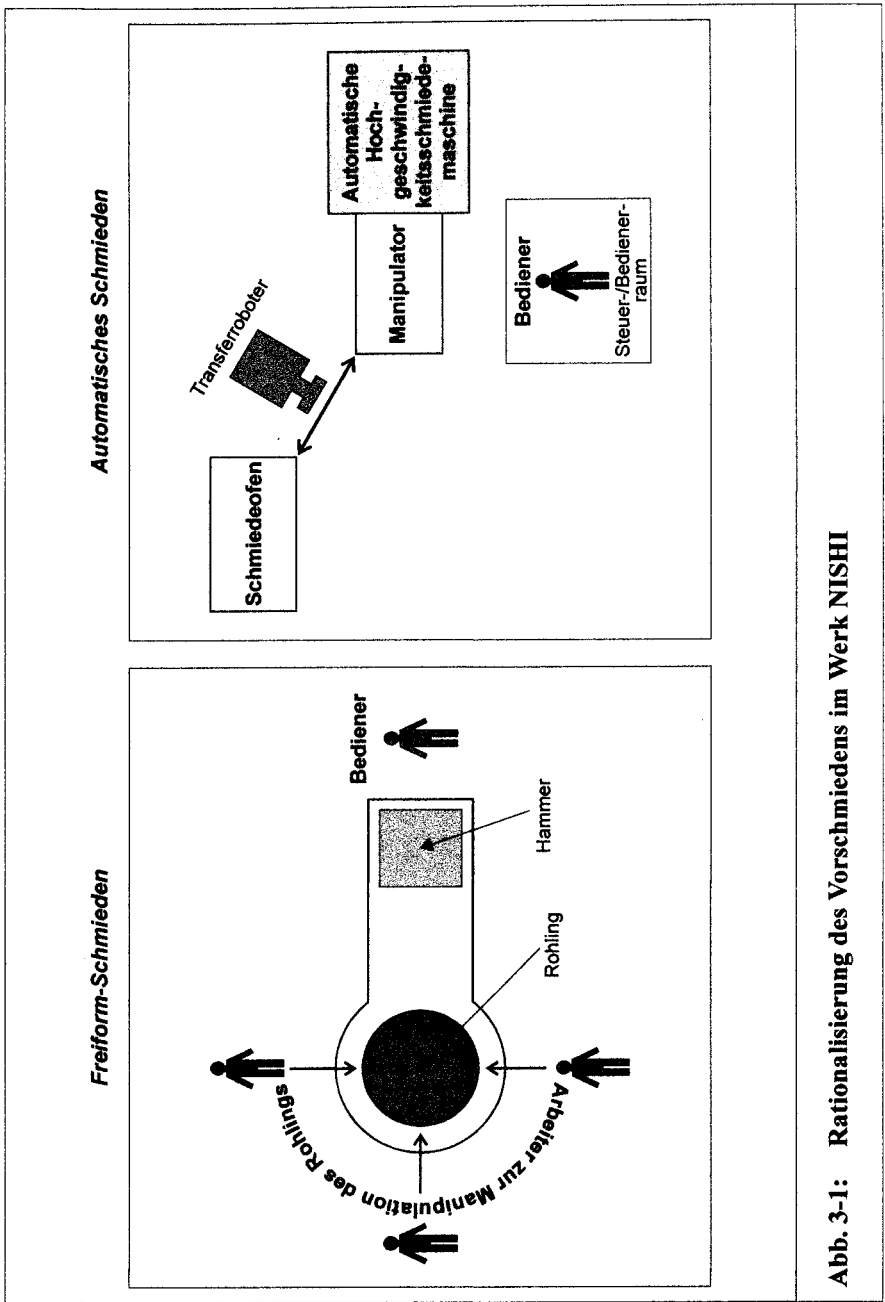 Freiform-Schmieden
Bediener
Hammer
Rohling
Arbeiter zur Manipulation des Rohlings
Automatisches Schmieden
Schmiedeofen
Transferroboter
Manipulator
Automatische
Hoch-
geschwindig-
keitsschmiede-
maschine
Bediener
Steuer-/Bediener-
raum
Abb. 3-1: Rationalisierung des Vorschmiedens im Werk NISHI